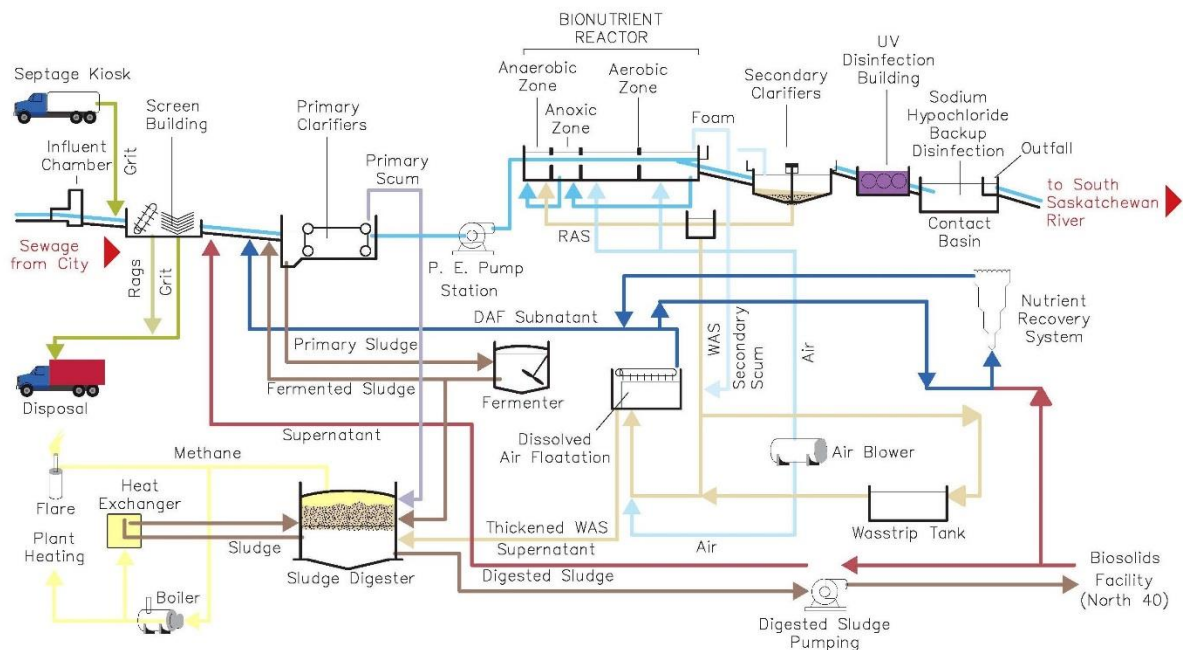 BIONUTRIENT
REACTOR
Septage Kiosk
Screen
Building
Influent
Chamber
Grit
Primary
Clarifiers
Primary
Scum
Anaerobic
Zone
Anoxic
Zone
Aerobic
Zone
Foam
Secondary
Clarifiers
UV
Disinfection
Building
Sodium
Hypochloride
Backup
Disinfection
Outfall
to South
Saskatchewan
River
Contact
Basin
Sewage
from City
Rags
Grit
P. E. Pump
Station
RAS
DAF Subnatant
Primary Sludge
Fermented Sludge
Fermenter
WAS
Secondary
Scum
Air
Nutrient
Recovery
System
Disposal
Supernatant
Dissolved
Air Floatation
Air Blower
Methane
Flare
Heat
Exchanger
Plant
Heating
Sludge
Boiler
Sludge Digester
Thickened WAS
Supernatant
Digested Sludge
Air
Wasstrip Tank
Digested Sludge
Pumping
Biosolids
Facility
(North 40)